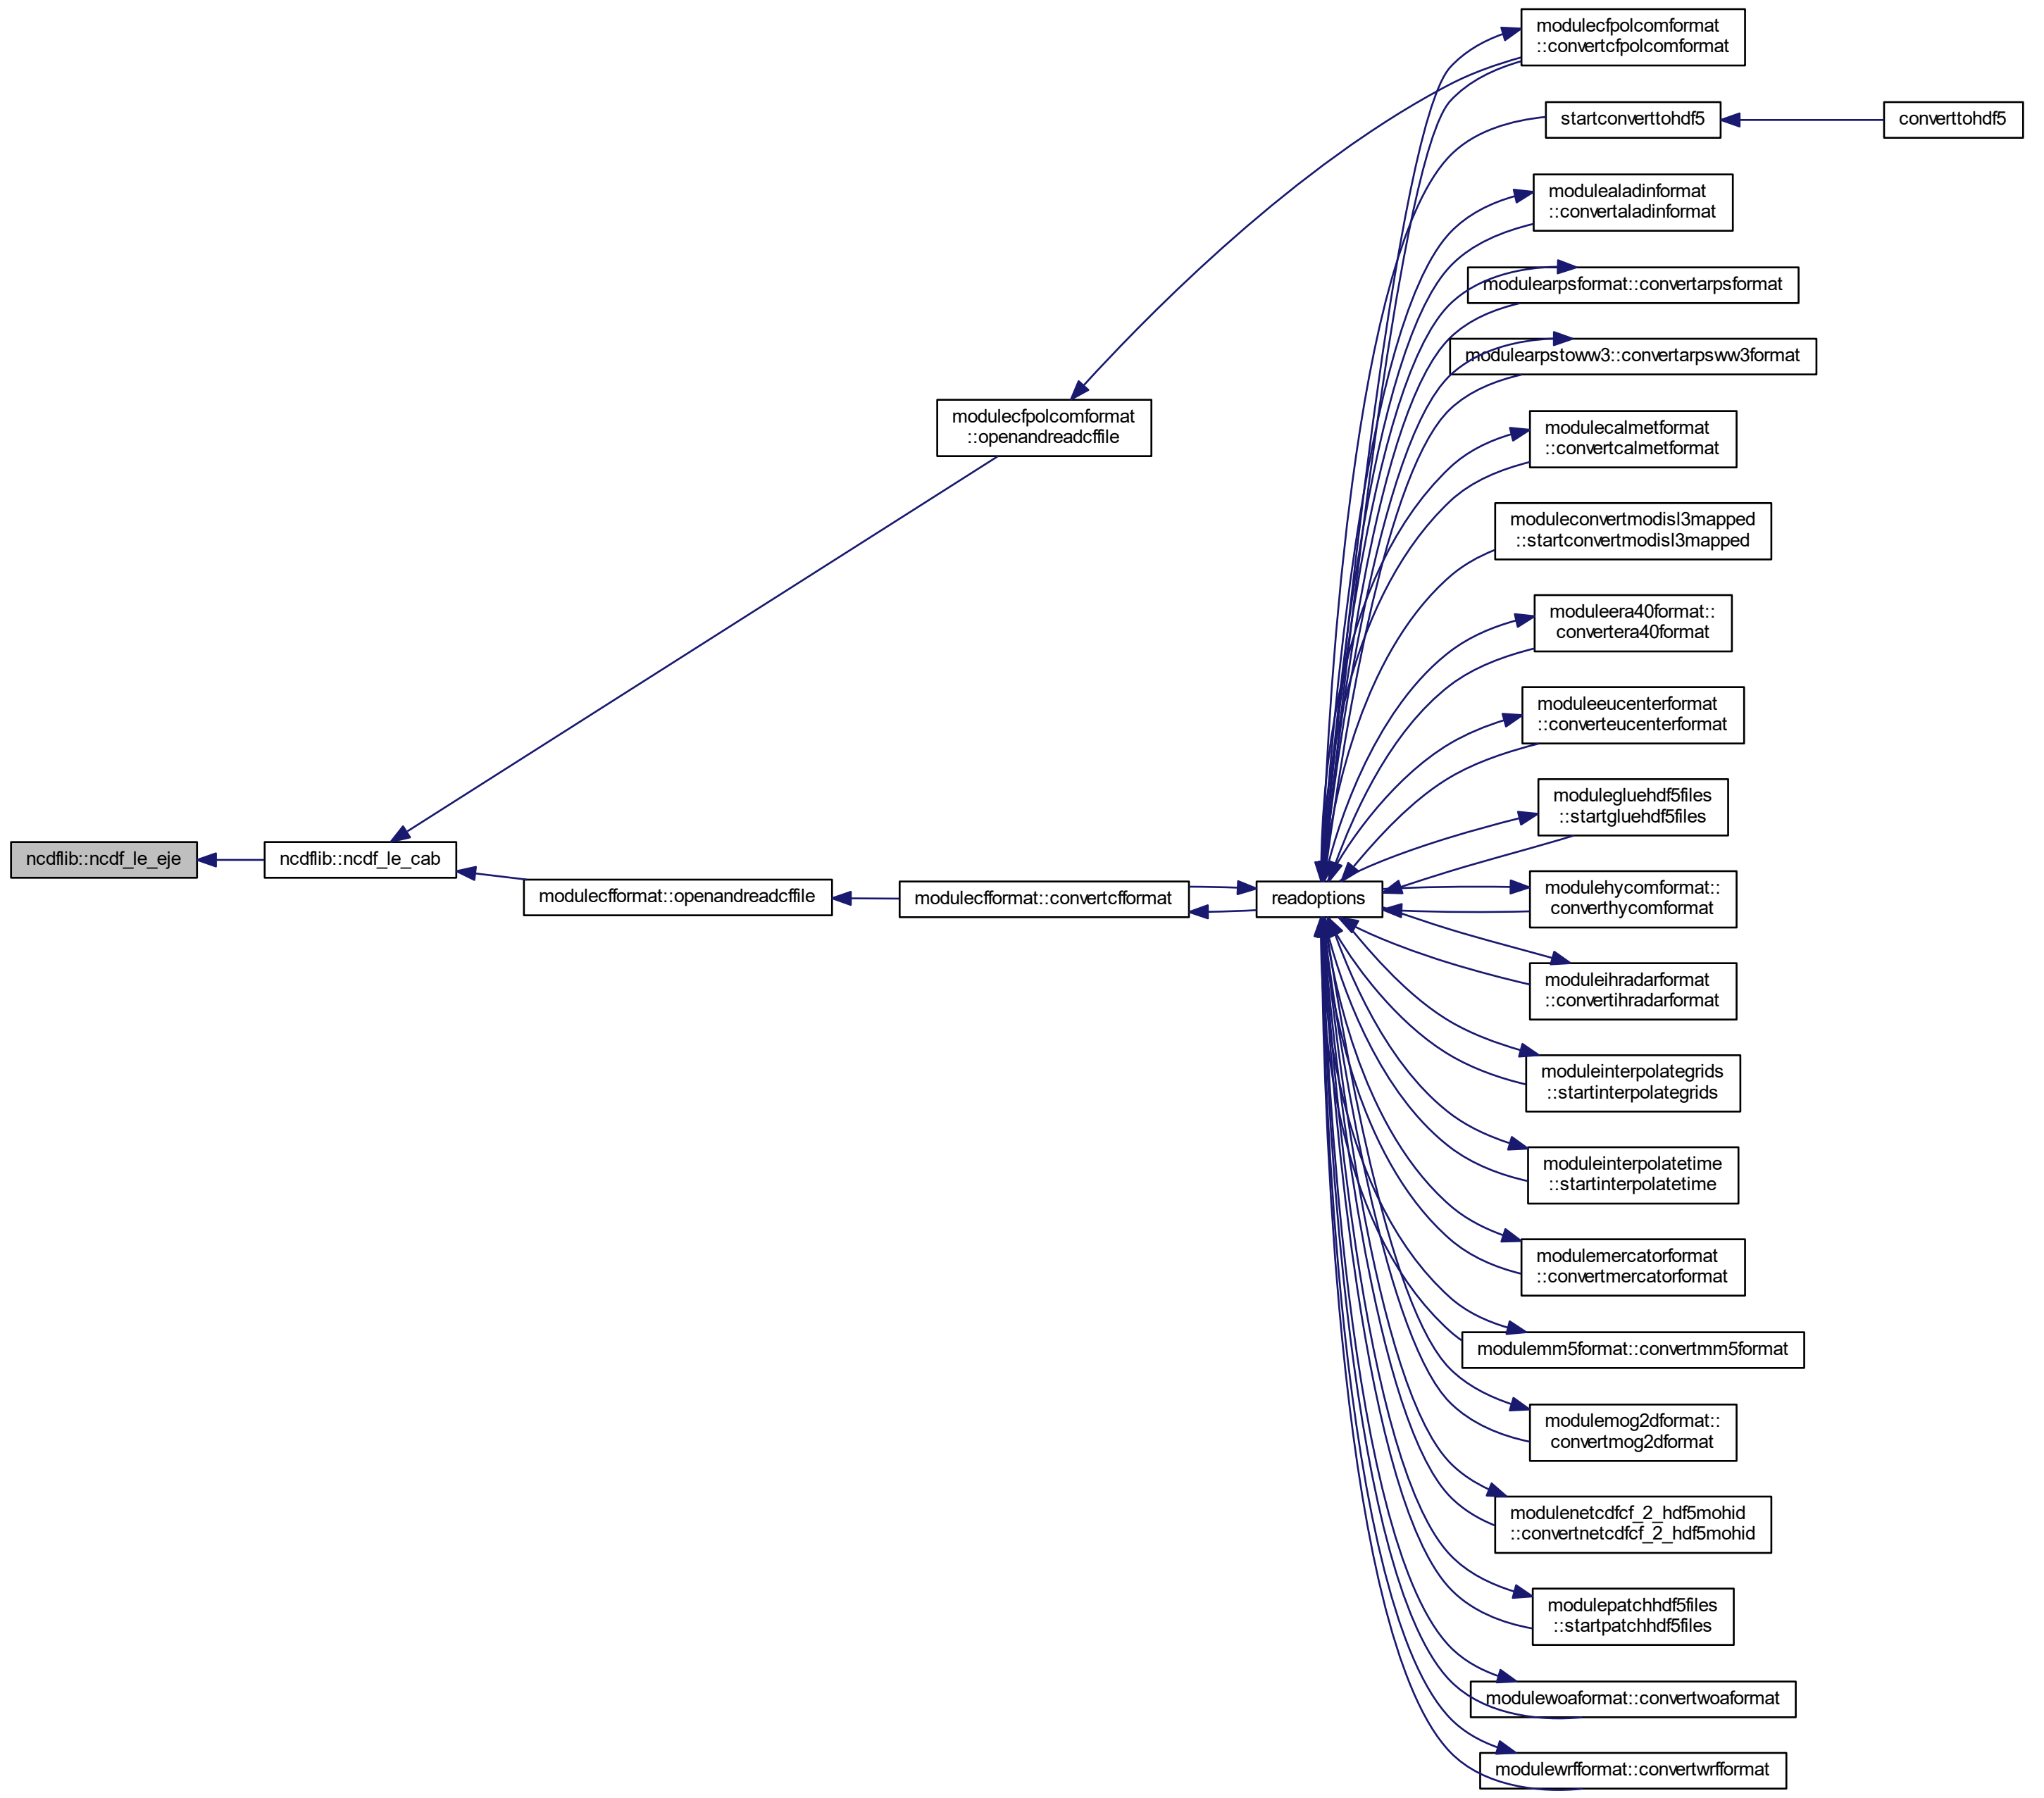 modulecfpolcomformat
::convertcfpolcomformat
startconverttohdf5
converttohdf5
modulealadinformat
::convertaladinformat
modulearpsformat::convertarpsformat
modulearpstoww3::convertarpsww3format
modulecfpolcomformat
::openandreadcffile
modulecalmetformat
::convertcalmetformat
moduleconvertmodisl3mapped
::startconvertmodisl3mapped
moduleera40format::
convertera40format
moduleeucenterformat
::converteucenterformat
modulegluehdf5files
::startgluehdf5files
ncdflib::ncdf_le_eje
ncdflib::ncdf_le_cab
modulecfformat::openandreadcffile
modulecfformat::convertcfformat
readoptions
modulehycomformat::
converthycomformat
moduleihradarformat
::convertihradarformat
moduleinterpolategrids
::startinterpolategrids
moduleinterpolatetime
::startinterpolatetime
modulemercatorformat
::convertmercatorformat
modulemm5format::convertmm5format
modulemog2dformat::
convertmog2dformat
modulenetcdfcf_2_hdf5mohid
::convertnetcdfcf_2_hdf5mohid
modulepatchhdf5files
::startpatchhdf5files
modulewoaformat::convertwoaformat
modulewrfformat::convertwrfformat